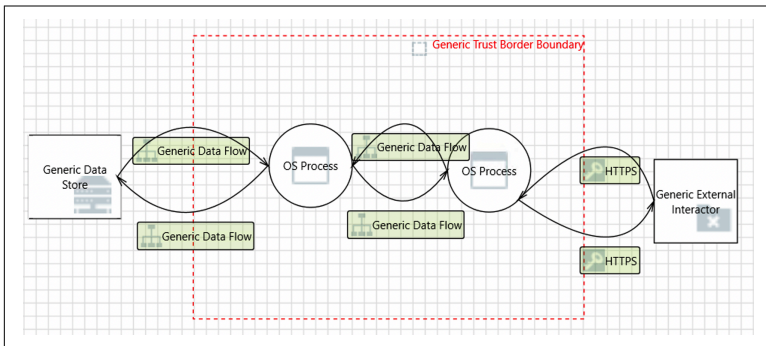 Generic Trust Border Boundary
Generic Data Flow
Generic Data Flow
HTTPS
Generic Data
Store
OS Process
OS Process
Generic External
Interactor
Generic Data Flow
Generic Data Flow
HTTPS